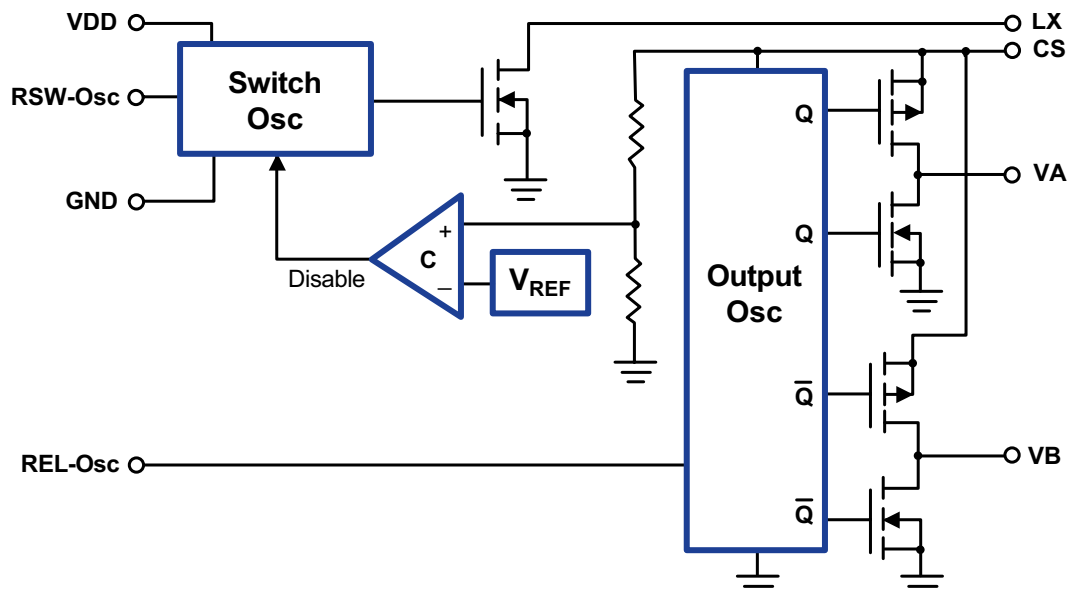 VDD
LX
CS
RSW-Osc
Switch
Osc
Q
GND
VA
Q
+
C
–
Disable
VREF
Output
Osc
Q̅
REL-Osc
VB
Q̅